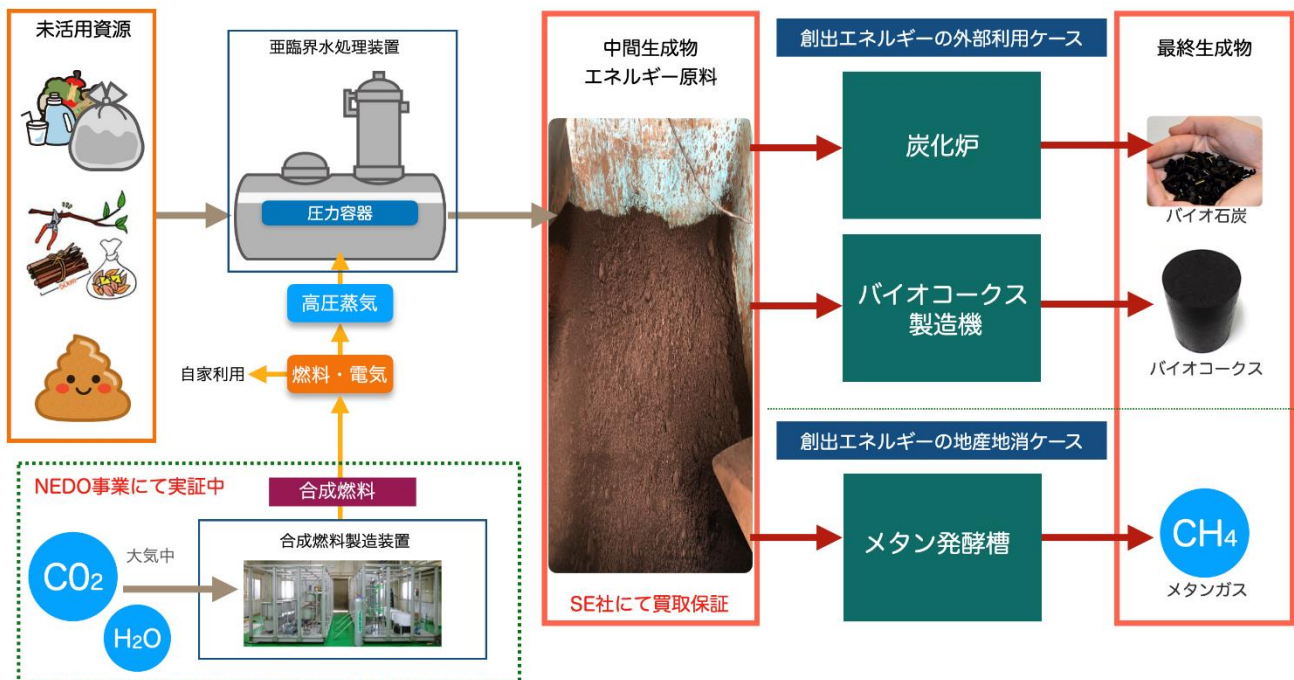 未活用資源
50cm
亜臨界水処理装置
圧力容器
高圧蒸気
自家利用
燃料・電気
NEDO事業にて実証中
合成燃料
合成燃料製造装置
CO₂
大気中
H₂O
中間生成物
エネルギー原料
SE社にて買取保証
創出エネルギーの外部利用ケース
炭化炉
バイオコークス
製造機
創出エネルギーの地産地消ケース
メタン発酵槽
最終生成物
バイオ石炭
バイオコークス
CH₄
メタンガス